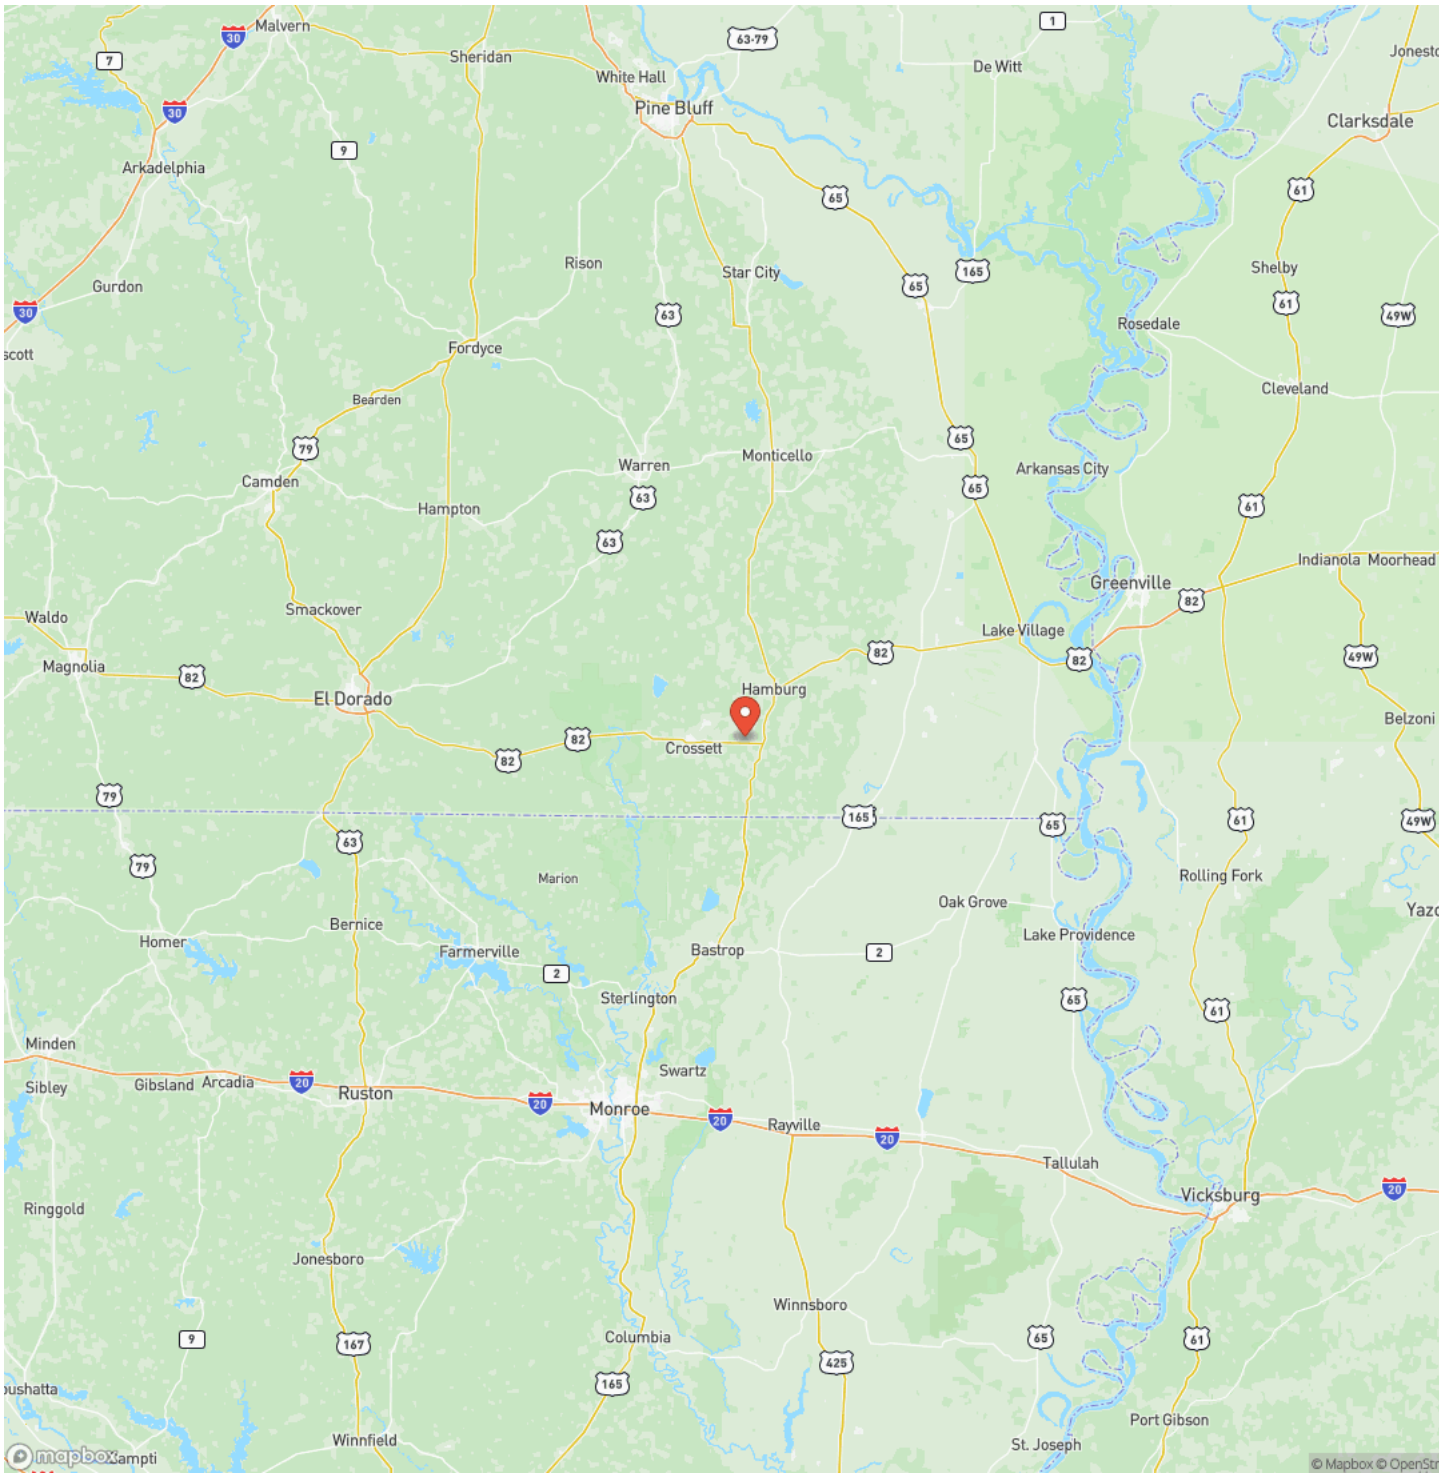 Malvern
63-79
1
30
Sheridan
Jonesto
7
De Witt
White Hall
30
Pine Bluff
Clarksdale
9
Arkadelphia
61
65
Rison
Star City
165
Shelby
Gurdon
65
61
30
63
49W
Rosedale
scott
Fordyce
Cleveland
Bearden
65
79
Monticello
Warren
Arkansas City
Camden
65
63
61
Hampton
63
Indianola
Moorhead
Greenville
82
Smackover
Waldo
Lake Village
82
49W
82
Magnolia
82
Hamburg
El Dorado
Belzoni
82
Crossett
82
79
165
65
61
49W
63
79
Marion
Rolling Fork
Oak Grove
Yazo
Bernice
Lake Providence
Homer
Farmerville
Bastrop
2
2
Sterlington
65
61
Minden
Swartz
Sibley
Gibsland
Arcadia
20
Ruston
20
Monroe
20
Rayville
20
Tallulah
20
Vicksburg
Ringgold
Jonesboro
Winnsboro
9
167
Columbia
65
61
425
165
oushatta
Port Gibson
Winnfield
St. Joseph
mapbox
Campti
© Mapbox © OpenStr